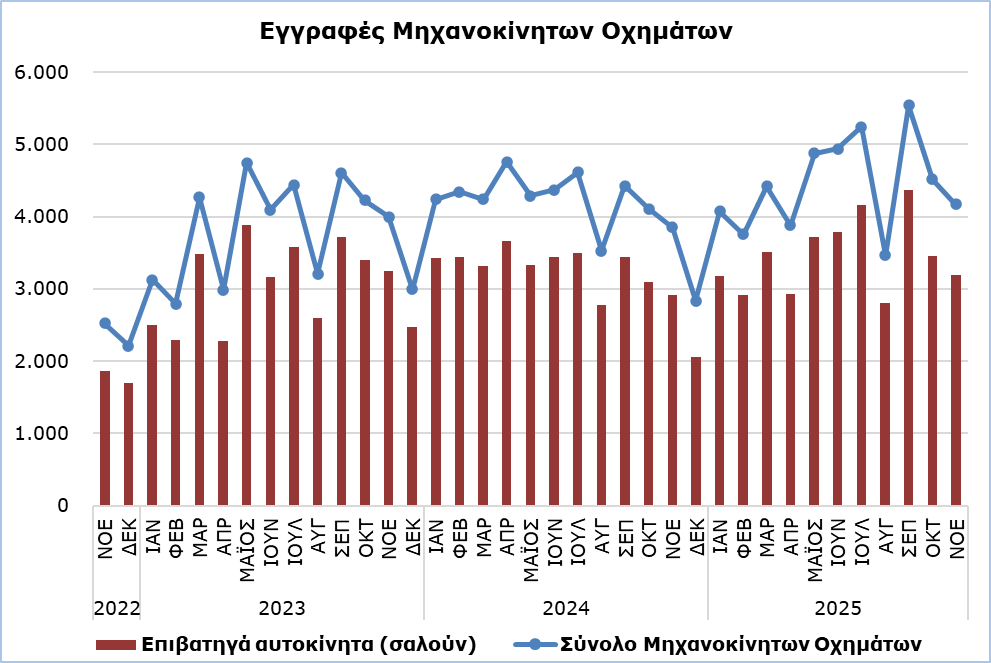 Εγγραφές Μηχανοκίνητων Οχημάτων
6.000
5.000
4.000
3.000
2.000
1.000
0
ΝΟΕ ΔΕΚ ΙΑΝ ΦΕΒ ΜΑΡ ΑΠΡ ΜΑΪΟΣ ΙΟΥΝ ΙΟΥΛ ΑΥΓ ΣΕΠ ΟΚΤ ΝΟΕ ΔΕΚ ΙΑΝ ΦΕΒ ΜΑΡ ΑΠΡ ΜΑΪΟΣ ΙΟΥΝ ΙΟΥΛ ΑΥΓ ΣΕΠ ΟΚΤ ΝΟΕ ΔΕΚ ΙΑΝ ΦΕΒ ΜΑΡ ΑΠΡ ΜΑΪΟΣ ΙΟΥΝ ΙΟΥΛ ΑΥΓ ΣΕΠ ΟΚΤ ΝΟΕ
2022 2023 2024 2025
Επιβατηγά αυτοκίνητα (σαλούν) Σύνολο Μηχανοκίνητων Οχημάτων